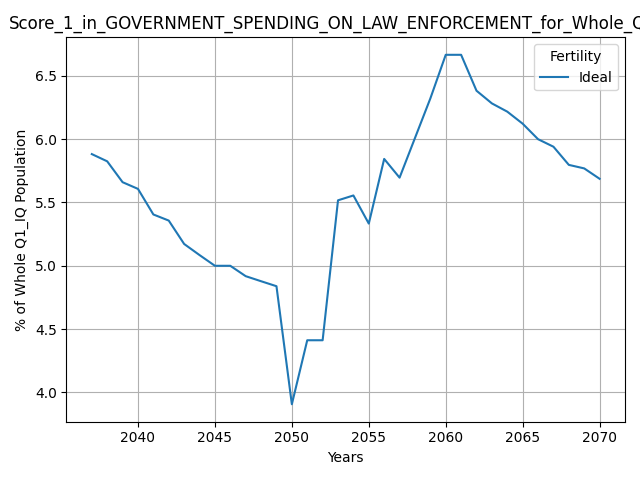 Score_1_in_GOVERNMENT_SPENDING_ON_LAW_ENFORCEMENT_for_Whole_Q
Fertility
Ideal
% of Whole Q1_IQ Population
6.5
6.0
5.5
5.0
4.5
4.0
2040 2045 2050 2055 2060 2065 2070
Years